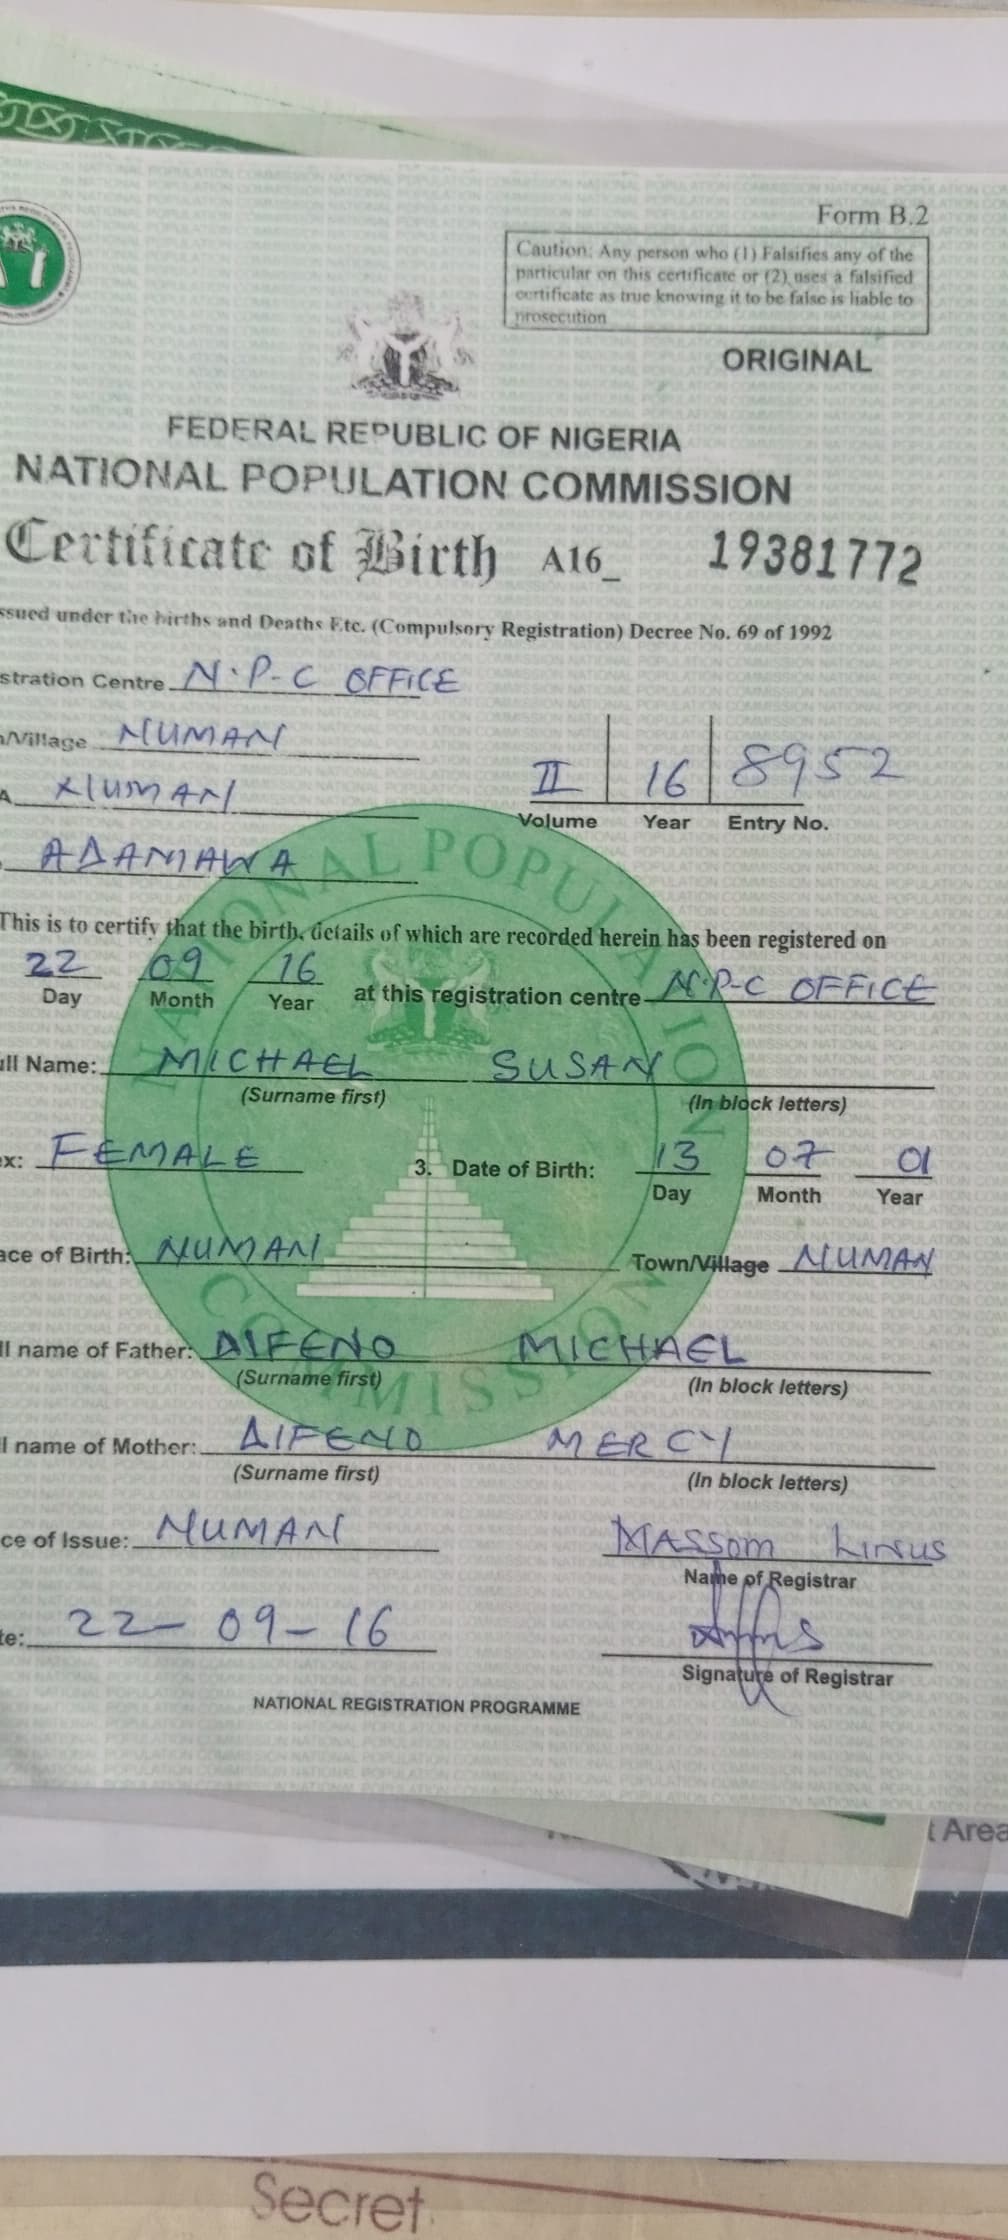 Form B.2
Caution: Any person who (1) Falsifies any of the
particular on this certificate or (2) uses a falsified
certificate as true knowing it to be false is liable to
prosecution
ORIGINAL
FEDERAL REPUBLIC OF NIGERIA
NATIONAL POPULATION COMMISSION
Certificate of Birth A16_ 19381772
ssued under the births and Deaths Etc. (Compulsory Registration) Decree No. 69 of 1992
stration Centre N.P-C OFFICE
/Village NUMAN
A NUMAN
II 16 8952
Volume Year Entry No.
ADAMAWA
This is to certify that the birth, details of which are recorded herein has been registered on
22 09 16 at this registration centre N.P-C OFFICE
Day Month Year
ull Name: MICHAEL SUSAN
(Surname first) (In block letters)
ex: FEMALE 3. Date of Birth: 13 07 01
Day Month Year
ace of Birth: NUMAN Town/Village NUMAN
ll name of Father: DIFENO MICHAEL
(Surname first) (In block letters)
l name of Mother: DIFENO MERCY
(Surname first) (In block letters)
ce of Issue: NUMAN MASSOM LINUS
Name of Registrar
te: 22-09-16
Signature of Registrar
NATIONAL REGISTRATION PROGRAMME
NATIONAL POPULATION COMMISSION
t Area
Secret